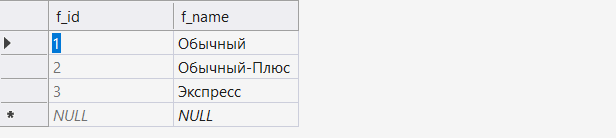 f_id f_name
1 Обычный
2 Обычный-Плюс
3 Экспресс
* NULL NULL